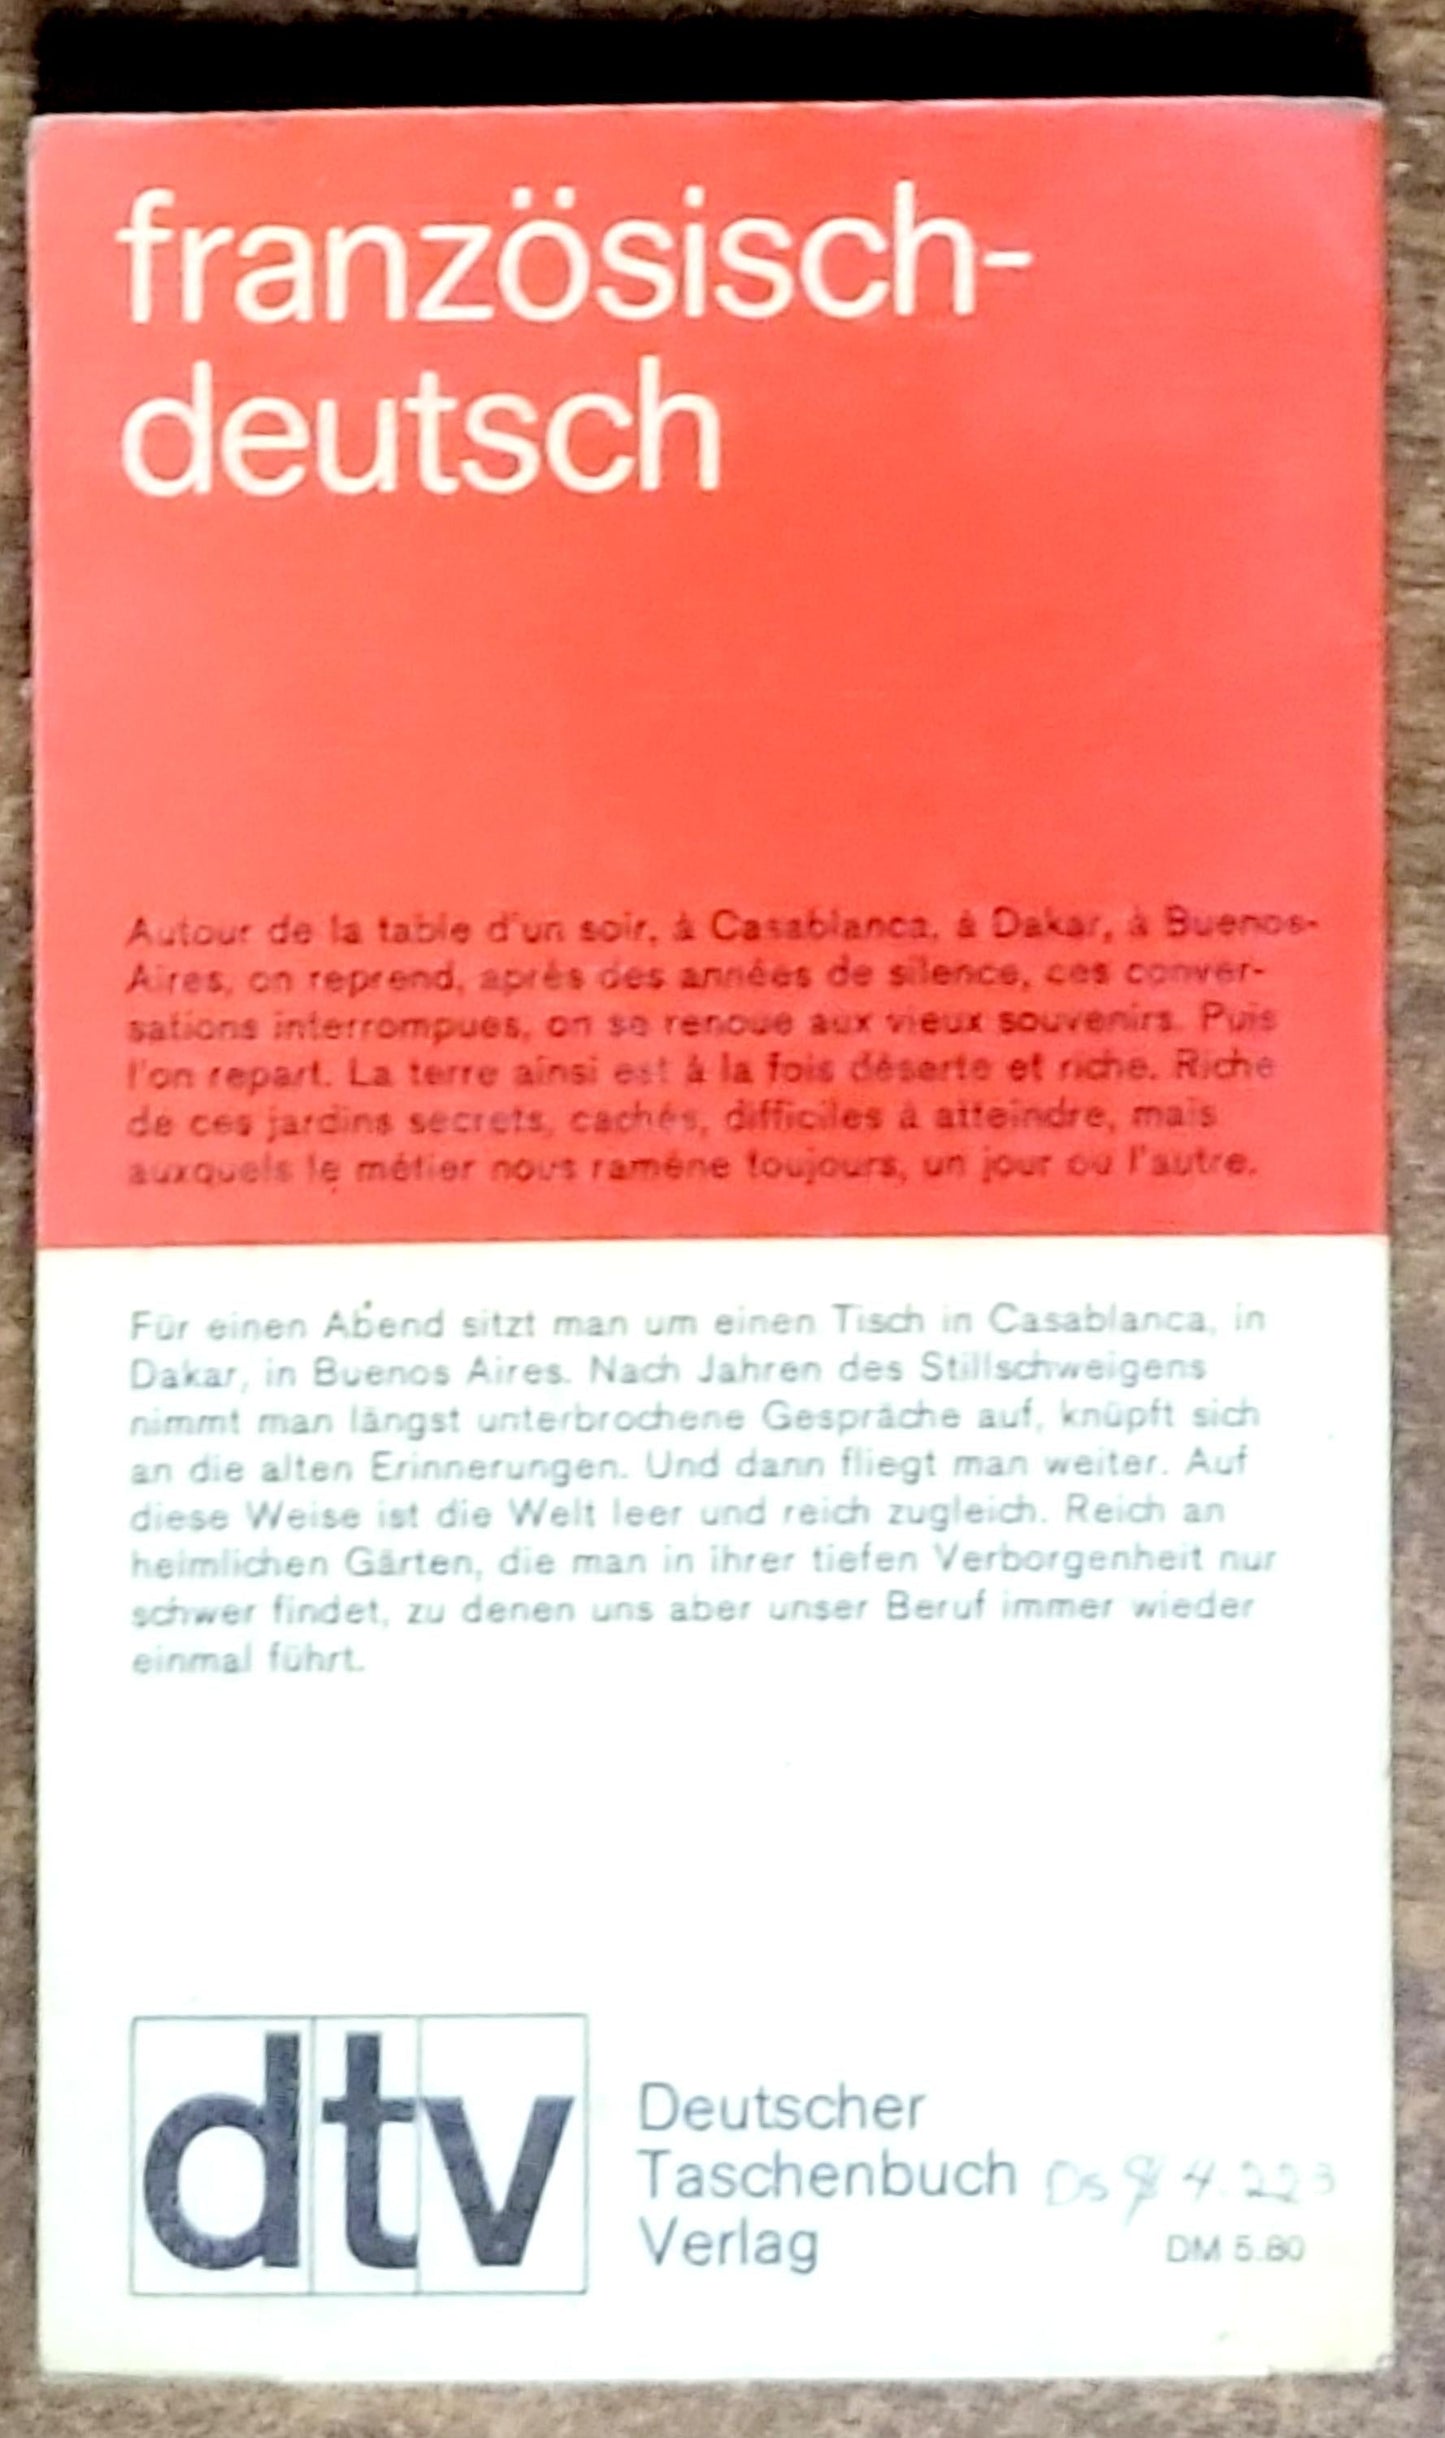 französisch-
deutsch
Autour de la table d'un soir, à Casablanca, à Dakar, à Buenos-
Aires, on reprend, après des années de silence, ces conver-
sations interrompues, on se renoue aux vieux souvenirs. Puis
l'on repart. La terre ainsi est à la fois déserte et riche. Riche
de ces jardins secrets, cachés, difficiles à atteindre, mais
auxquels le métier nous ramène toujours, un jour ou l'autre.
Für einen Abend sitzt man um einen Tisch in Casablanca, in
Dakar, in Buenos Aires. Nach Jahren des Stillschweigens
nimmt man längst unterbrochene Gespräche auf, knüpft sich
an die alten Erinnerungen. Und dann fliegt man weiter. Auf
diese Weise ist die Welt leer und reich zugleich. Reich an
heimlichen Gärten, die man in ihrer tiefen Verborgenheit nur
schwer findet, zu denen uns aber unser Beruf immer wieder
einmal führt.
dtv
Deutscher
Taschenbuch
Verlag
DM 5.80